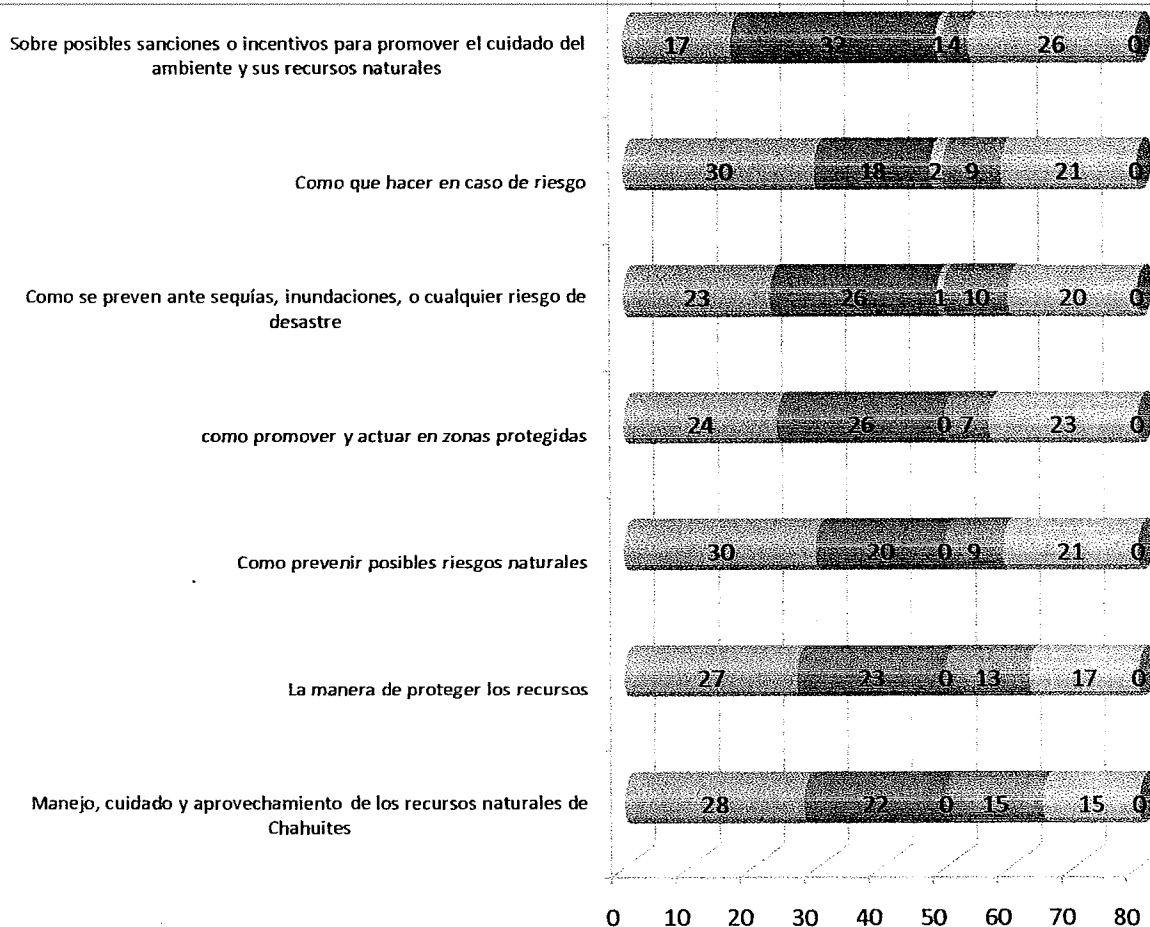 Sobre posibles sanciones o incentivos para promover el cuidado del
ambiente y sus recursos naturales
17 32 1 4 26 0
Como que hacer en caso de riesgo
30 18 2 9 21 0
Como se preven ante sequías, inundaciones, o cualquier riesgo de
desastre
23 26 1 10 20 0
como promover y actuar en zonas protegidas
24 26 0 7 23 0
Como prevenir posibles riesgos naturales
30 20 0 9 21 0
La manera de proteger los recursos
27 23 0 13 17 0
Manejo, cuidado y aprovechamiento de los recursos naturales de
Chahuites
28 22 0 15 15 0
0 10 20 30 40 50 60 70 80